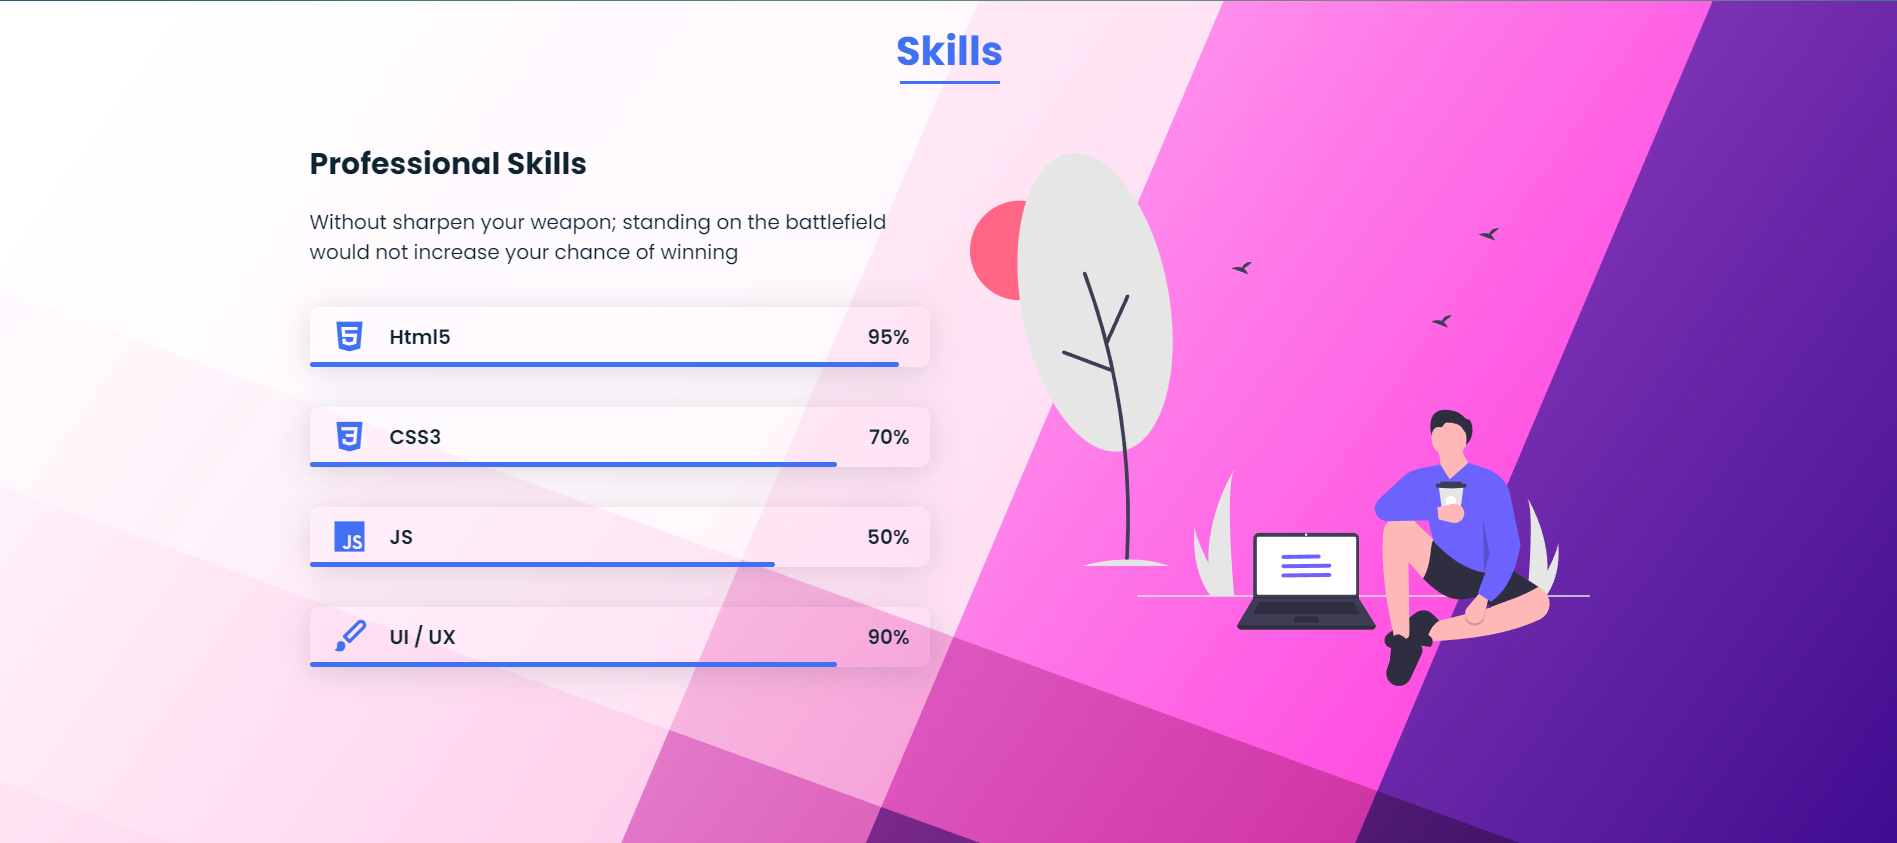 Skills
Professional Skills
Without sharpen your weapon; standing on the battlefield
would not increase your chance of winning
Html5 95%
CSS3 70%
JS JS 50%
UI / UX 90%